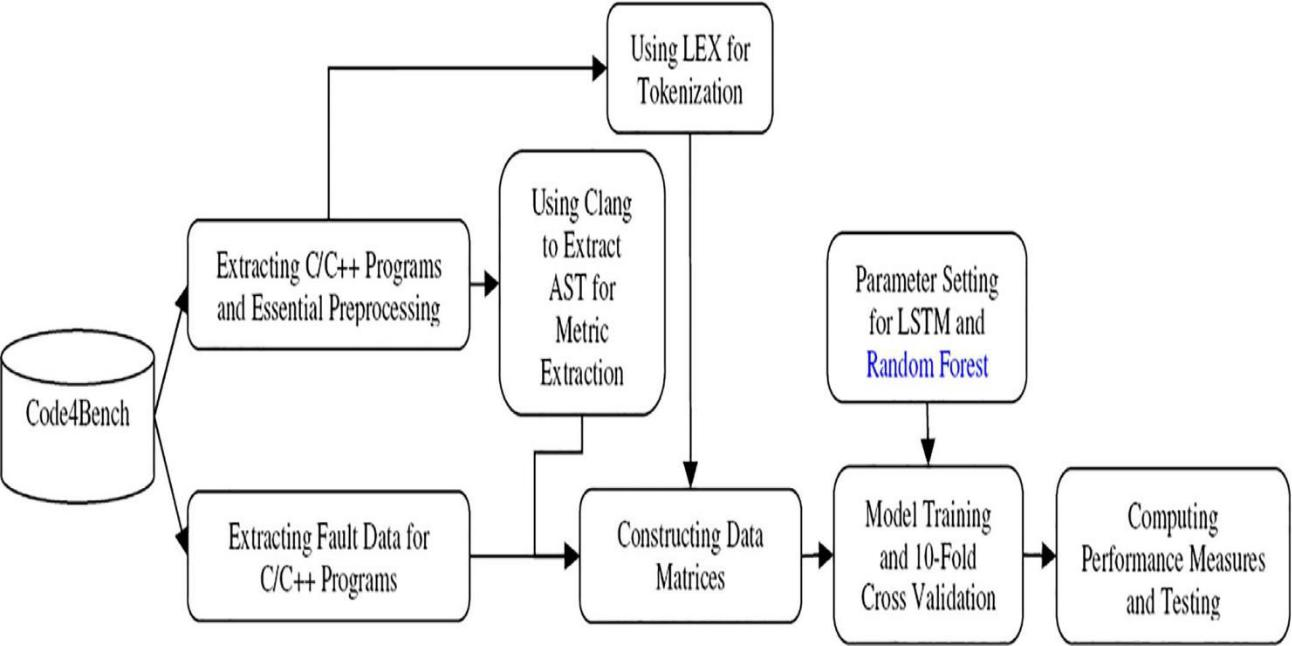 Using LEX for
Tokenization
Using Clang
to Extract
AST for
Metric
Extraction
Extracting C/C++ Programs
and Essential Preprocessing
Parameter Setting
for LSTM and
Random Forest
Code4Bench
Extracting Fault Data for
C/C++ Programs
Constructing Data
Matrices
Model Training
and 10-Fold
Cross Validation
Computing
Performance Measures
and Testing